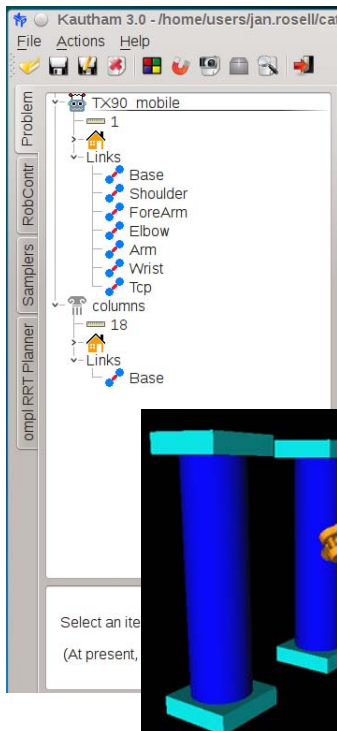 Kautham 3.0 - /home/users/jan.rosell/cat
File Actions Help
Problem
RobContr
Samplers
ompl RRT Planner
TX90_mobile
1
Links
Base
Shoulder
ForeArm
Elbow
Arm
Wrist
Tcp
columns
18
Links
Base
Select an ite
(At present,